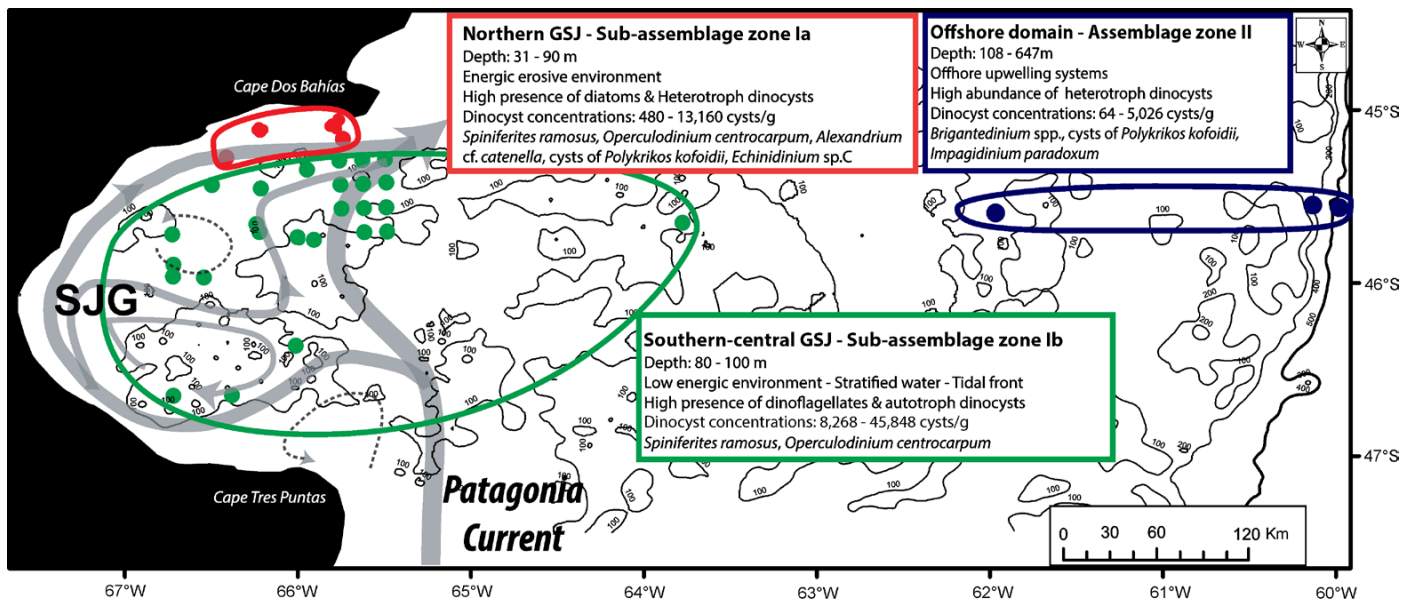 Northern GSJ - Sub-assemblage zone Ia
Depth: 31 - 90 m
Energic erosive environment
High presence of diatoms & Heterotroph dinocysts
Dinocyst concentrations: 480 - 13,160 cysts/g
Spiniferites ramosus, Operculodinium centrocarpum, Alexandrium
cf. catenella, cysts of Polykrikos kofoidii, Echinidinium sp.C
Offshore domain - Assemblage zone II
Depth: 108 - 647m
Offhore upwelling systems
High abundance of heterotroph dinocysts
Dinocyst concentrations: 64 - 5,026 cysts/g
Brigantedinium spp., cysts of Polykrikos kofoidii,
Impagidinium paradoxum
N
W E
S
Cape Dos Bahías
45°S
SJG
46°S
Southern-central GSJ - Sub-assemblage zone Ib
Depth: 80 - 100 m
Low energic environment - Stratified water - Tidal front
High presence of dinoflagellates & autotroph dinocysts
Dinocyst concentrations: 8,268 - 45,848 cysts/g
Spiniferites ramosus, Operculodinium centrocarpum
47°S
Cape Tres Puntas
Patagonia
Current
0 30 60 120 Km
67°W 66°W 65°W 64°W 63°W 62°W 61°W 60°W